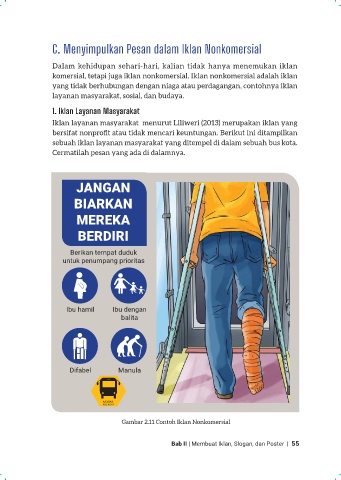 C. Menyimpulkan Pesan dalam Iklan Nonkomersial
Dalam kehidupan sehari-hari, kalian tidak hanya menemukan iklan
komersial, tetapi juga iklan nonkomersial. Iklan nonkomersial adalah iklan
yang tidak berhubungan dengan niaga atau perdagangan, contohnya iklan
layanan masyarakat, sosial, dan budaya.
1. Iklan Layanan Masyarakat
Iklan layanan masyarakat menurut Liliweri (2013) merupakan iklan yang
bersifat nonprofit atau tidak mencari keuntungan. Berikut ini ditampilkan
sebuah iklan layanan masyarakat yang ditempel di dalam sebuah bus kota.
Cermatilah pesan yang ada di dalamnya.
JANGAN
BIARKAN
MEREKA
BERDIRI
Berikan tempat duduk
untuk penumpang prioritas
Ibu hamil
Ibu dengan
balita
Difabel
Manula
Gambar 2.11 Contoh Iklan Nonkomersial
Bab II | Membuat Iklan, Slogan, dan Poster | 55